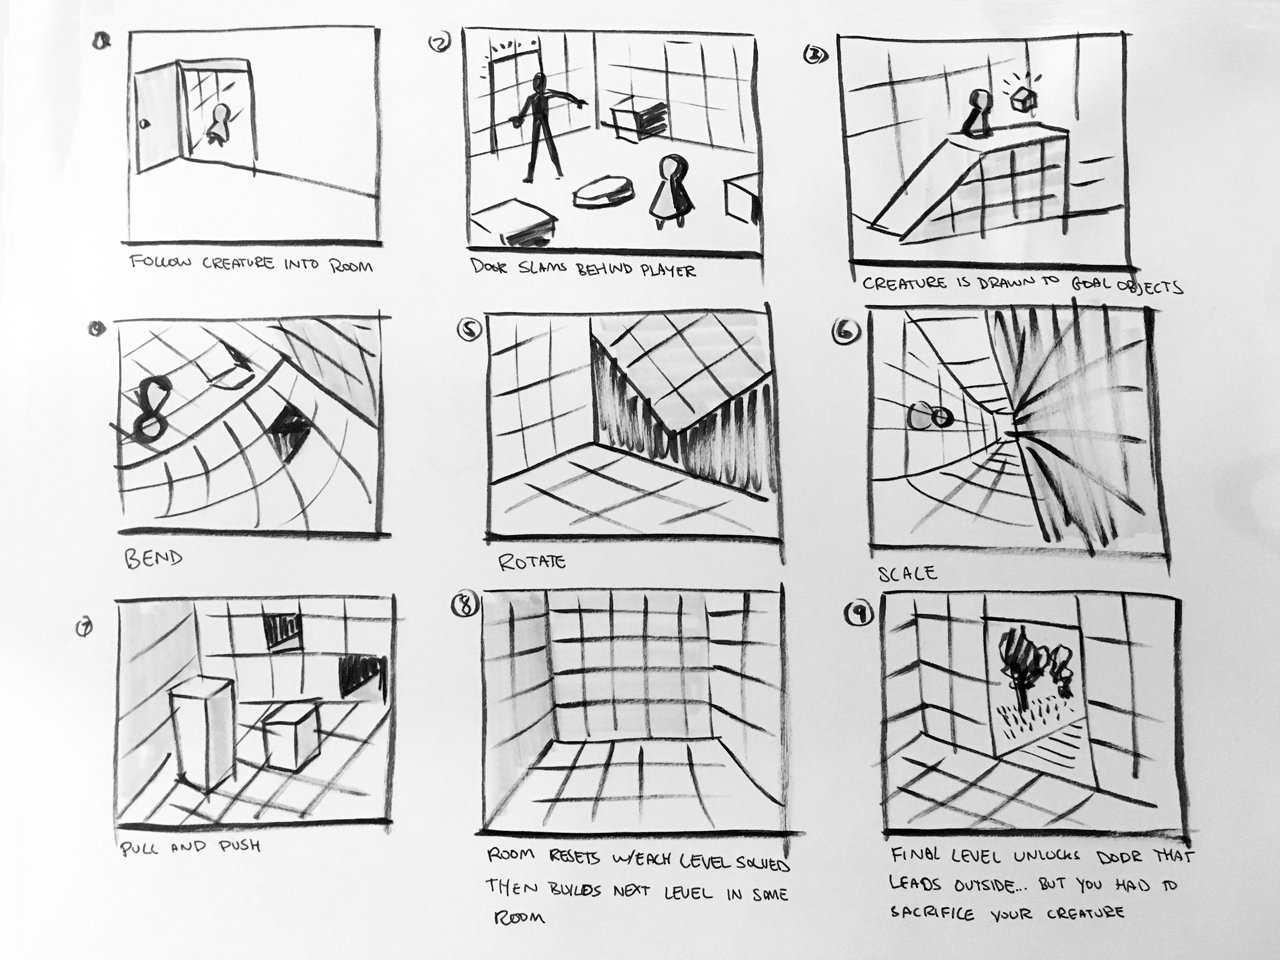 1
2
3
FOLLOW CREATURE INTO ROOM
DOOR SLAMS BEHIND PLAYER
CREATURE IS DRAWN TO GOAL OBJECTS
4
5
6
BEND
ROTATE
SCALE
7
8
9
PULL AND PUSH
ROOM RESETS W/EACH LEVEL SOLVED
THEN BUILDS NEXT LEVEL IN SAME
ROOM
FINAL LEVEL UNLOCKS DOOR THAT
LEADS OUTSIDE... BUT YOU HAD TO
SACRIFICE YOUR CREATURE